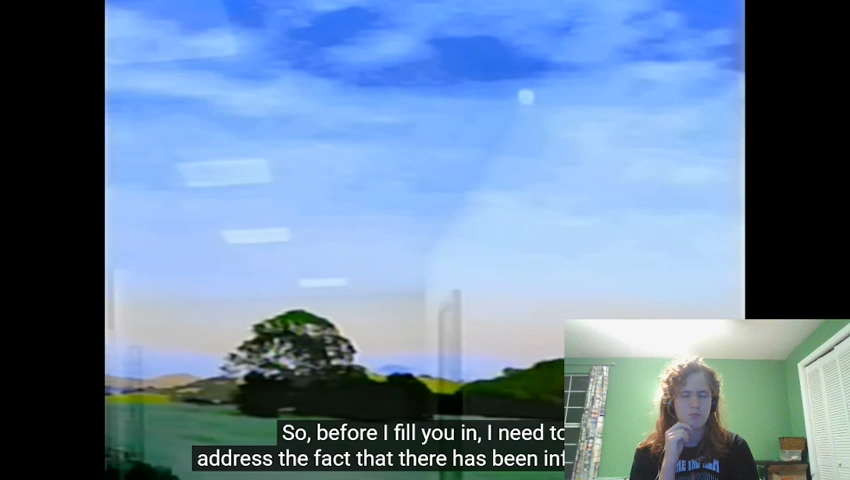 So, before I fill you in, I need to
address the fact that there has been